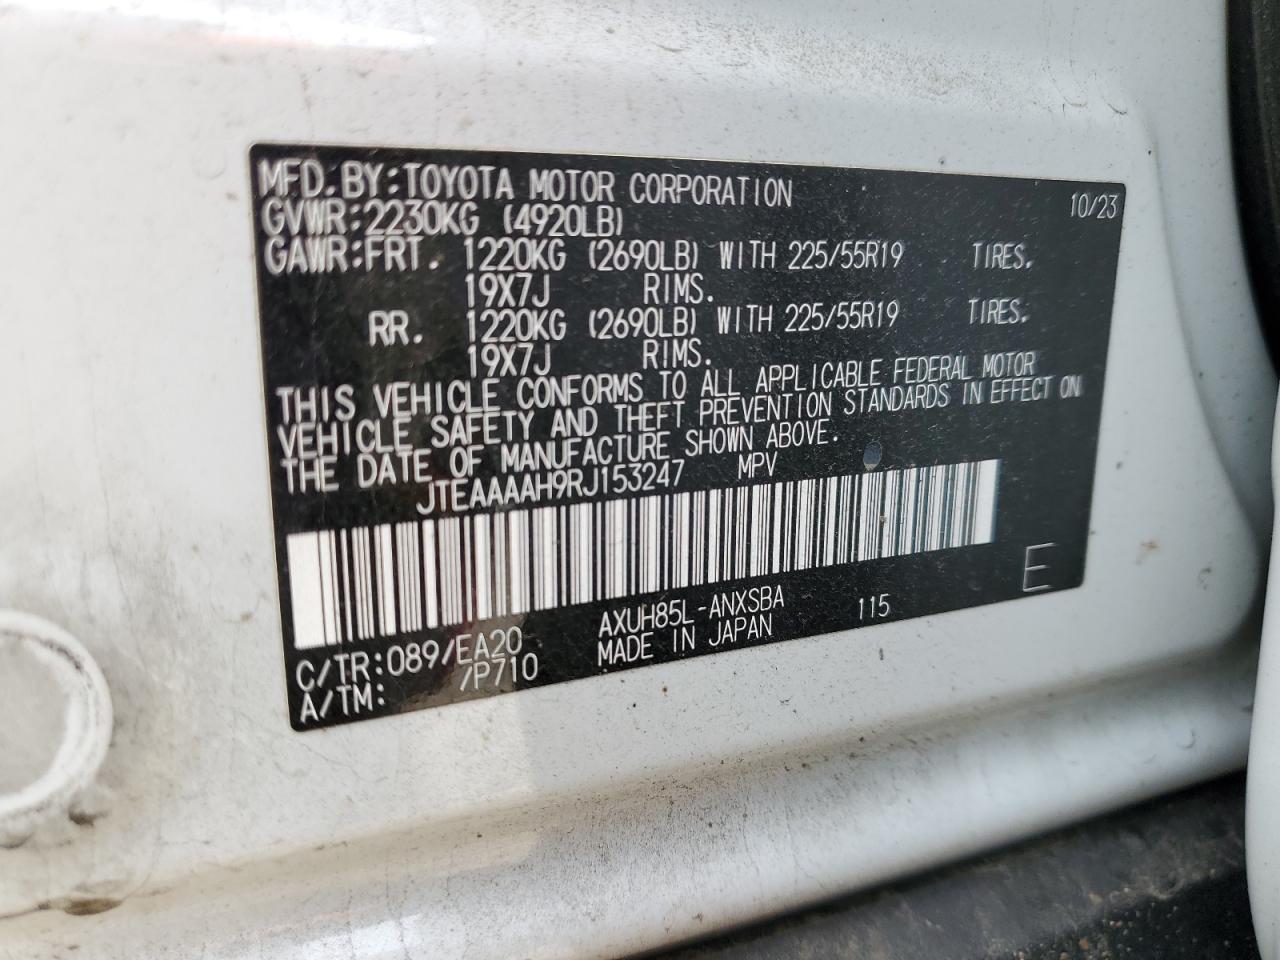 MFD.BY:TOYOTA MOTOR CORPORATION 10/23
GVWR:2230KG (4920LB)
GAWR:FRT. 1220KG (2690LB) WITH 225/55R19 TIRES.
19X7J RIMS.
RR. 1220KG (2690LB) WITH 225/55R19 TIRES.
19X7J RIMS.
THIS VEHICLE CONFORMS TO ALL APPLICABLE FEDERAL MOTOR
VEHICLE SAFETY AND THEFT PREVENTION STANDARDS IN EFFECT ON
THE DATE OF MANUFACTURE SHOWN ABOVE.
JTEAAAAH9RJ153247 MPV
E
C/TR:089/EA20 AXUH85L-ANXSBA 115
A/TM: /P710 MADE IN JAPAN